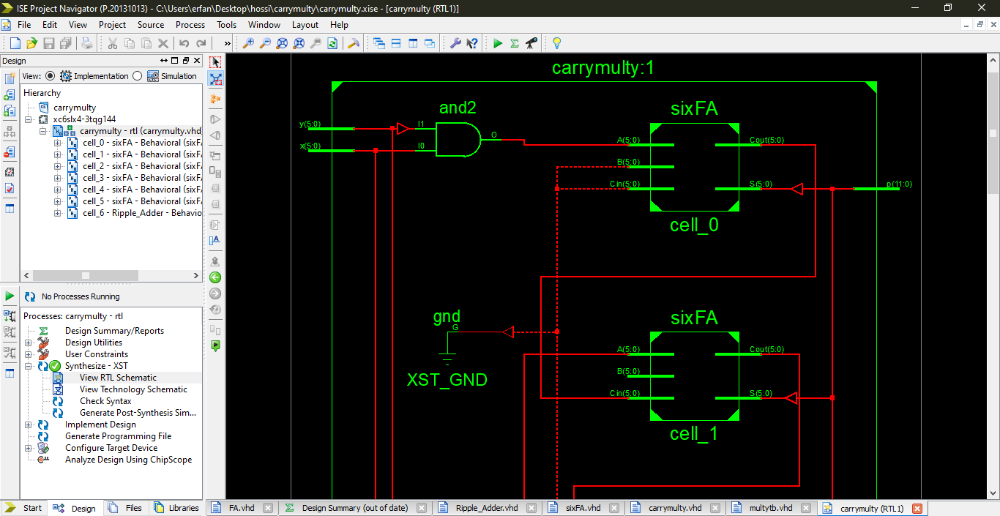 ISE Project Navigator (P.20131013) - C:\Users\erfan\Desktop\hossi\carrymulty\carrymulty.xise - [carrymulty (RTL1)]
File Edit View Project Source Process Tools Window Layout Help
Design
View: Implementation Simulation
Hierarchy
carrymulty
xc6slx4-3tqg144
carrymulty - rtl (carrymulty.vhd
cell_0 - sixFA - Behavioral (sixFA
cell_1 - sixFA - Behavioral (sixFA
cell_2 - sixFA - Behavioral (sixFA
cell_3 - sixFA - Behavioral (sixFA
cell_4 - sixFA - Behavioral (sixFA
cell_5 - sixFA - Behavioral (sixFA
cell_6 - Ripple_Adder - Behavio
No Processes Running
Processes: carrymulty - rtl
Design Summary/Reports
Design Utilities
User Constraints
Synthesize - XST
View RTL Schematic
View Technology Schematic
Check Syntax
Generate Post-Synthesis Sim...
Implement Design
Generate Programming File
Configure Target Device
Analyze Design Using ChipScope
Start Design Files Libraries
carrymulty:1
and2
y(5:0)
x(5:0)
I1
I0
O
sixFA
A(5:0)
B(5:0)
Cin(5:0)
Cout(5:0)
S(5:0)
p(11:0)
cell_0
gnd
G
XST_GND
sixFA
A(5:0)
B(5:0)
Cin(5:0)
Cout(5:0)
S(5:0)
cell_1
FA.vhd Design Summary (out of date) Ripple_Adder.vhd sixFA.vhd carrymulty.vhd multytb.vhd carrymulty (RTL1)